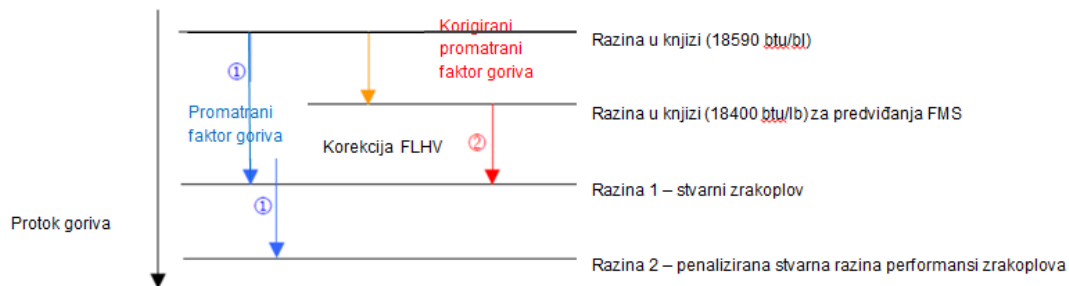 Korigirani
promatrani
faktor goriva
Razina u knjizi (18590 btu/bl)
①
Promatrani
faktor goriva
Razina u knjizi (18400 btu/lb) za predviđanja FMS
Korekcija FLHV
②
Razina 1 – stvarni zrakoplov
①
Protok goriva
Razina 2 – penalizirana stvarna razina performansi zrakoplova